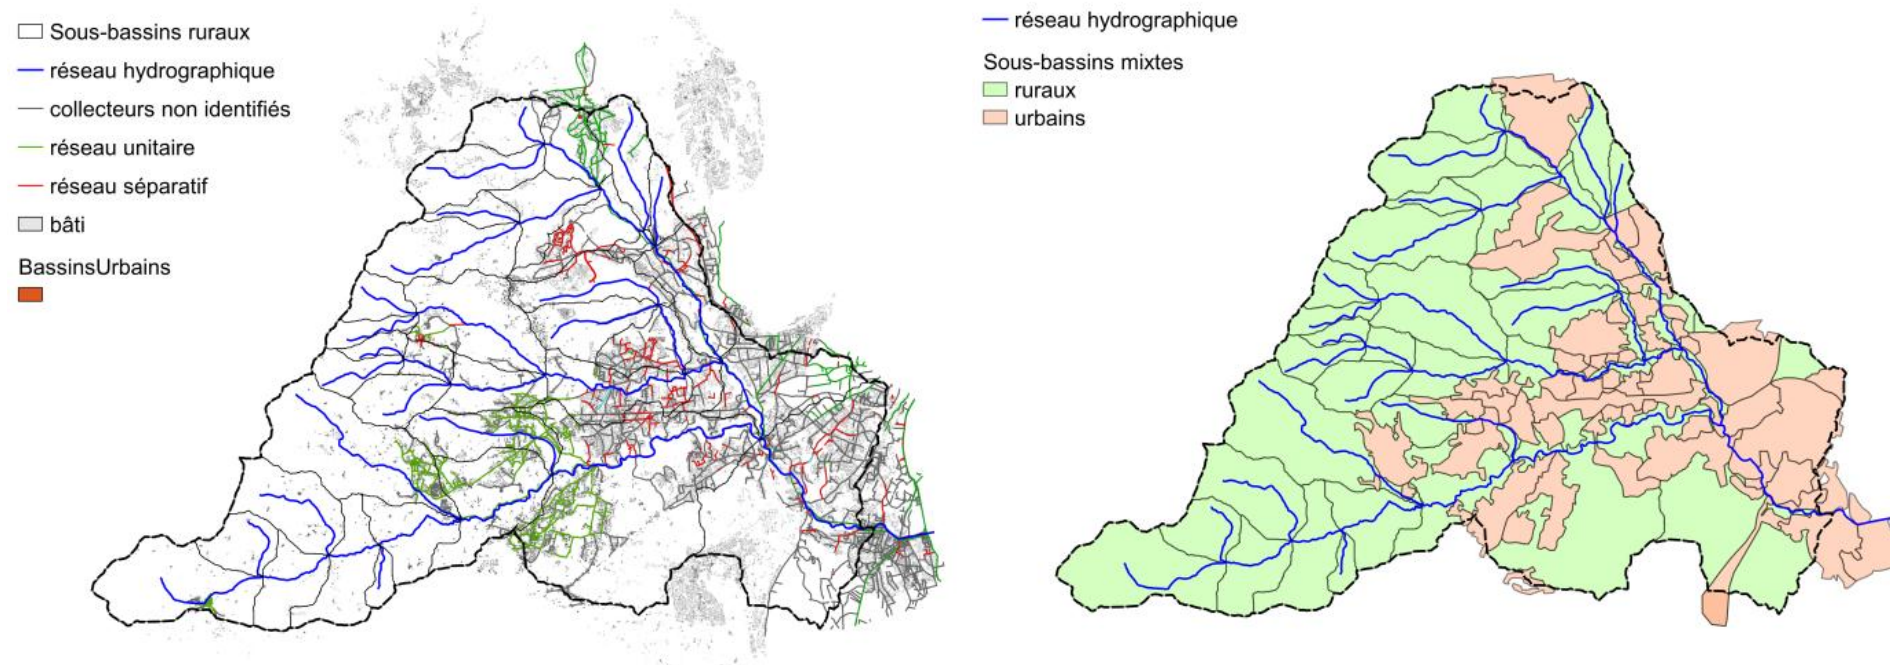 Sous-bassins ruraux
réseau hydrographique
collecteurs non identifiés
réseau unitaire
réseau séparatif
bâti
BassinsUrbains
réseau hydrographique
Sous-bassins mixtes
ruraux
urbains